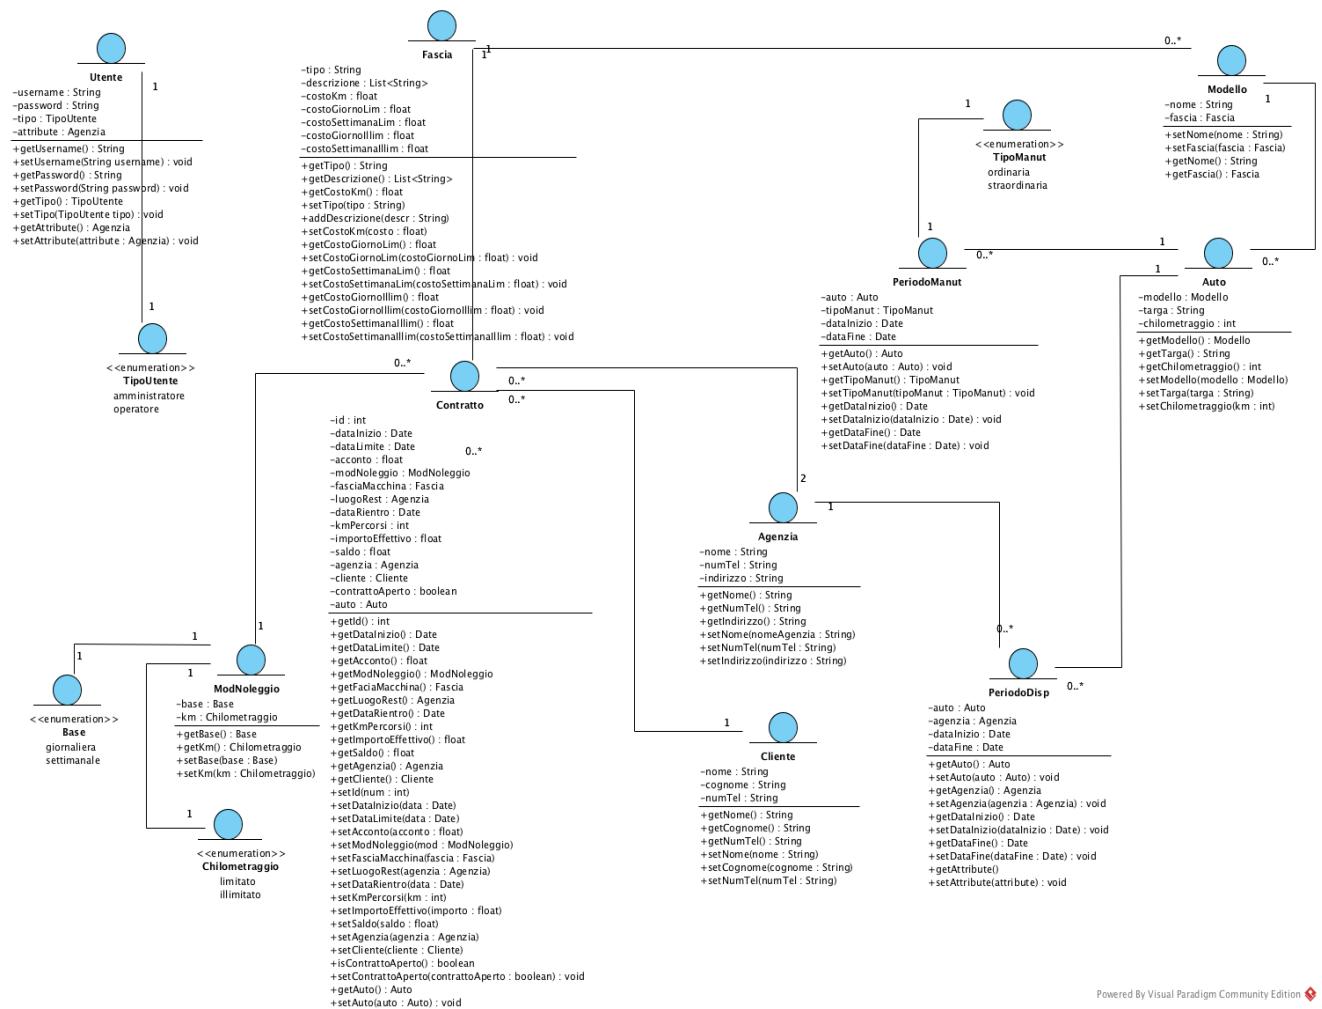 Utente
-username : String
-password : String
-tipo : TipoUtente
-attribute : Agenzia
+getUsername() : String
+setUsername(String username) : void
+getPassword() : String
+setPassword(String password) : void
+getTipo() : TipoUtente
+setTipo(TipoUtente tipo) : void
+getAttribute() : Agenzia
+setAttribute(attribute : Agenzia) : void
1
1
<<enumeration>>
TipoUtente
amministratore
operatore
Fascia
-tipo : String
-descrizione : List<String>
-costoKm : float
-costoGiornoLim : float
-costoSettimanaLim : float
-costoGiornoIllim : float
-costoSettimanaIllim : float
+getTipo() : String
+getDescrizione() : List<String>
+getCostoKm() : float
+setTipo(tipo : String)
+addDescrizione(descr : String)
+setCostoKm(costo : float)
+getCostoGiornoLim() : float
+setCostoGiornoLim(costoGiornoLim : float) : void
+getCostoSettimanaLim() : float
+setCostoSettimanaLim(costoSettimanaLim : float) : void
+getCostoGiornoIllim() : float
+setCostoGiornoIllim(costoGiornoIllim : float) : void
+getCostoSettimanaIllim() : float
+setCostoSettimanaIllim(costoSettimanaIllim : float) : void
1
1
0..*
Modello
1
-nome : String
-fascia : Fascia
+setNome(nome : String)
+setFascia(fascia : Fascia)
+getNome() : String
+getFascia() : Fascia
1
<<enumeration>>
TipoManut
ordinaria
straordinaria
1
0..*
PeriodoManut
-auto : Auto
-tipoManut : TipoManut
-dataInizio : Date
-dataFine : Date
+getAuto() : Auto
+setAuto(auto : Auto) : void
+getTipoManut() : TipoManut
+setTipoManut(tipoManut : TipoManut) : void
+getDataInizio() : Date
+setDataInizio(dataInizio : Date) : void
+getDataFine() : Date
+setDataFine(dataFine : Date) : void
1
1
0..*
Auto
-modello : Modello
-targa : String
-chilometraggio : int
+getModello() : Modello
+getTarga() : String
+getChilometraggio() : int
+setModello(modello : Modello)
+setTarga(targa : String)
+setChilometraggio(km : int)
0..*
0..*
0..*
0..*
Contratto
-id : int
-dataInizio : Date
-dataLimite : Date
-acconto : float
-modNoleggio : ModNoleggio
-fasciaMacchina : Fascia
-luogoRest : Agenzia
-dataRientro : Date
-kmPercorsi : int
-importoEffettivo : float
-saldo : float
-agenzia : Agenzia
-cliente : Cliente
-contrattoAperto : boolean
-auto : Auto
+getId() : int
+getDataInizio() : Date
+getDataLimite() : Date
+getAcconto() : float
+getModNoleggio() : ModNoleggio
+getFaciaMacchina() : Fascia
+getLuogoRest() : Agenzia
+getDataRientro() : Date
+getKmPercorsi() : int
+getImportoEffettivo() : float
+getSaldo() : float
+getAgenzia() : Agenzia
+getCliente() : Cliente
+setId(num : int)
+setDataInizio(data : Date)
+setDataLimite(data : Date)
+setAcconto(acconto : float)
+setModNoleggio(mod : ModNoleggio)
+setFasciaMacchina(fascia : Fascia)
+setLuogoRest(agenzia : Agenzia)
+setDataRientro(data : Date)
+setKmPercorsi(km : int)
+setImportoEffettivo(importo : float)
+setSaldo(saldo : float)
+setAgenzia(agenzia : Agenzia)
+setCliente(cliente : Cliente)
+isContrattoAperto() : boolean
+setContrattoAperto(contrattoAperto : boolean) : void
+getAuto() : Auto
+setAuto(auto : Auto) : void
2
1
Agenzia
-nome : String
-numTel : String
-indirizzo : String
+getNome() : String
+getNumTel() : String
+getIndirizzo() : String
+setNome(nomeAgenzia : String)
+setNumTel(numTel : String)
+setIndirizzo(indirizzo : String)
1
Cliente
-nome : String
-cognome : String
-numTel : String
+getNome() : String
+getCognome() : String
+getNumTel() : String
+setNome(nome : String)
+setCognome(cognome : String)
+setNumTel(numTel : String)
0..*
0..*
PeriodoDisp
-auto : Auto
-agenzia : Agenzia
-dataInizio : Date
-dataFine : Date
+getAuto() : Auto
+setAuto(auto : Auto) : void
+getAgenzia() : Agenzia
+setAgenzia(agenzia : Agenzia) : void
+getDataInizio() : Date
+setDataInizio(dataInizio : Date) : void
+getDataFine() : Date
+setDataFine(dataFine : Date) : void
+getAttribute()
+setAttribute(attribute) : void
1
1
1
ModNoleggio
-base : Base
-km : Chilometraggio
+getBase() : Base
+getKm() : Chilometraggio
+setBase(base : Base)
+setKm(km : Chilometraggio)
1
<<enumeration>>
Base
giornaliera
settimanale
1
<<enumeration>>
Chilometraggio
limitato
illimitato
Powered By Visual Paradigm Community Edition